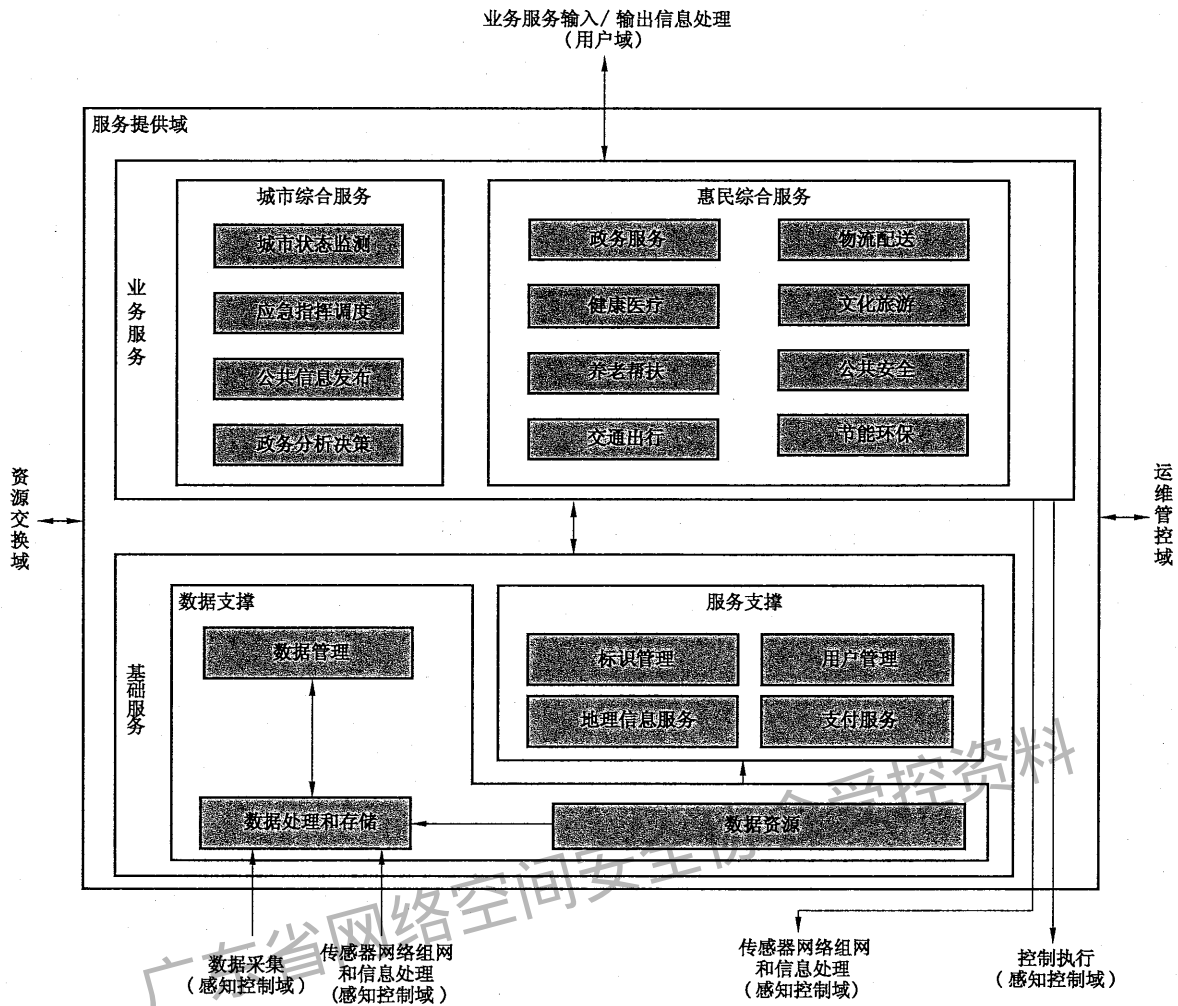 业务服务输入/输出信息处理
(用户域)
服务提供域
城市综合服务
惠民综合服务
城市状态监测
应急指挥调度
公共信息发布
政务分析决策
政务服务
物流配送
健康医疗
文化旅游
养老帮扶
公共安全
交通出行
节能环保
业务服务
资源交换域
运维管控域
数据支撑
服务支撑
数据管理
标识管理
用户管理
地理信息服务
支付服务
基础服务
数据处理和存储
数据资源
数据采集
(感知控制域)
传感器网络组网
和信息处理
(感知控制域)
传感器网络组网
和信息处理
(感知控制域)
控制执行
(感知控制域)
广东省网络空间安全协会受控资料